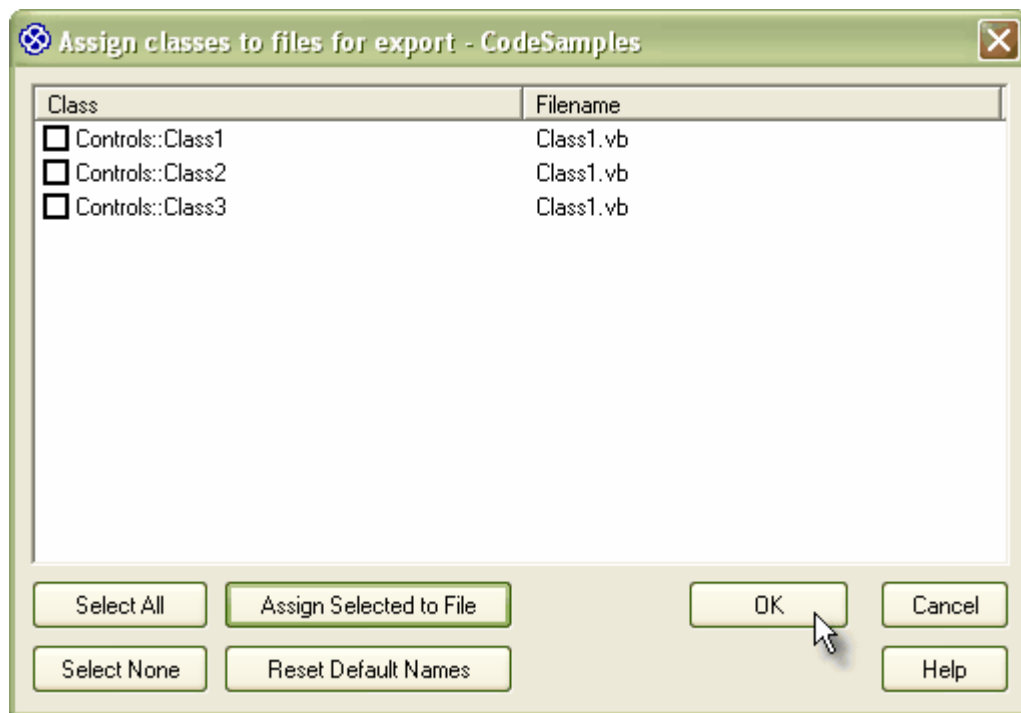 Assign classes to files for export - CodeSamples
Class Filename
Controls::Class1 Class1.vb
Controls::Class2 Class1.vb
Controls::Class3 Class1.vb
Select All Assign Selected to File OK Cancel
Select None Reset Default Names Help